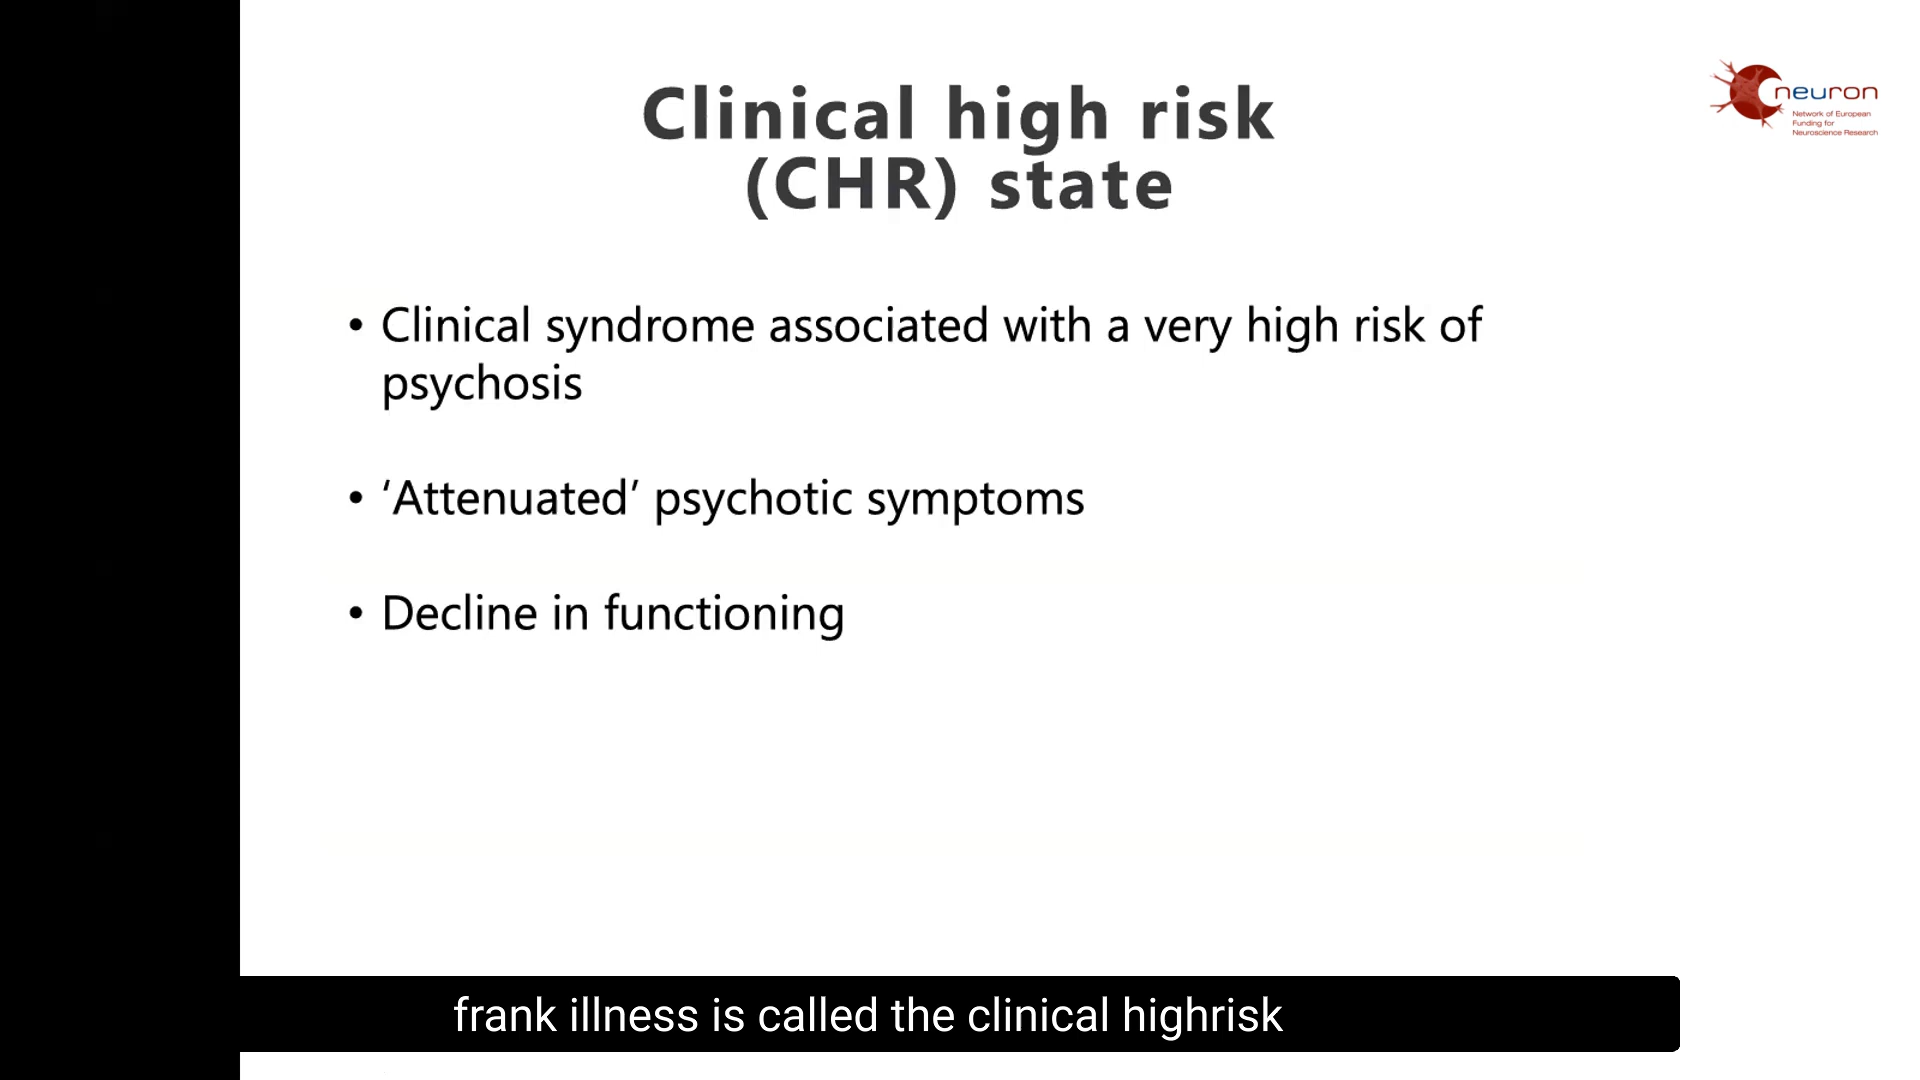 Clinical high risk
(CHR) state
neuron
Network of European
Funding for
Neuroscience Research
• Clinical syndrome associated with a very high risk of
psychosis
• ‘Attenuated’ psychotic symptoms
• Decline in functioning
frank illness is called the clinical highrisk